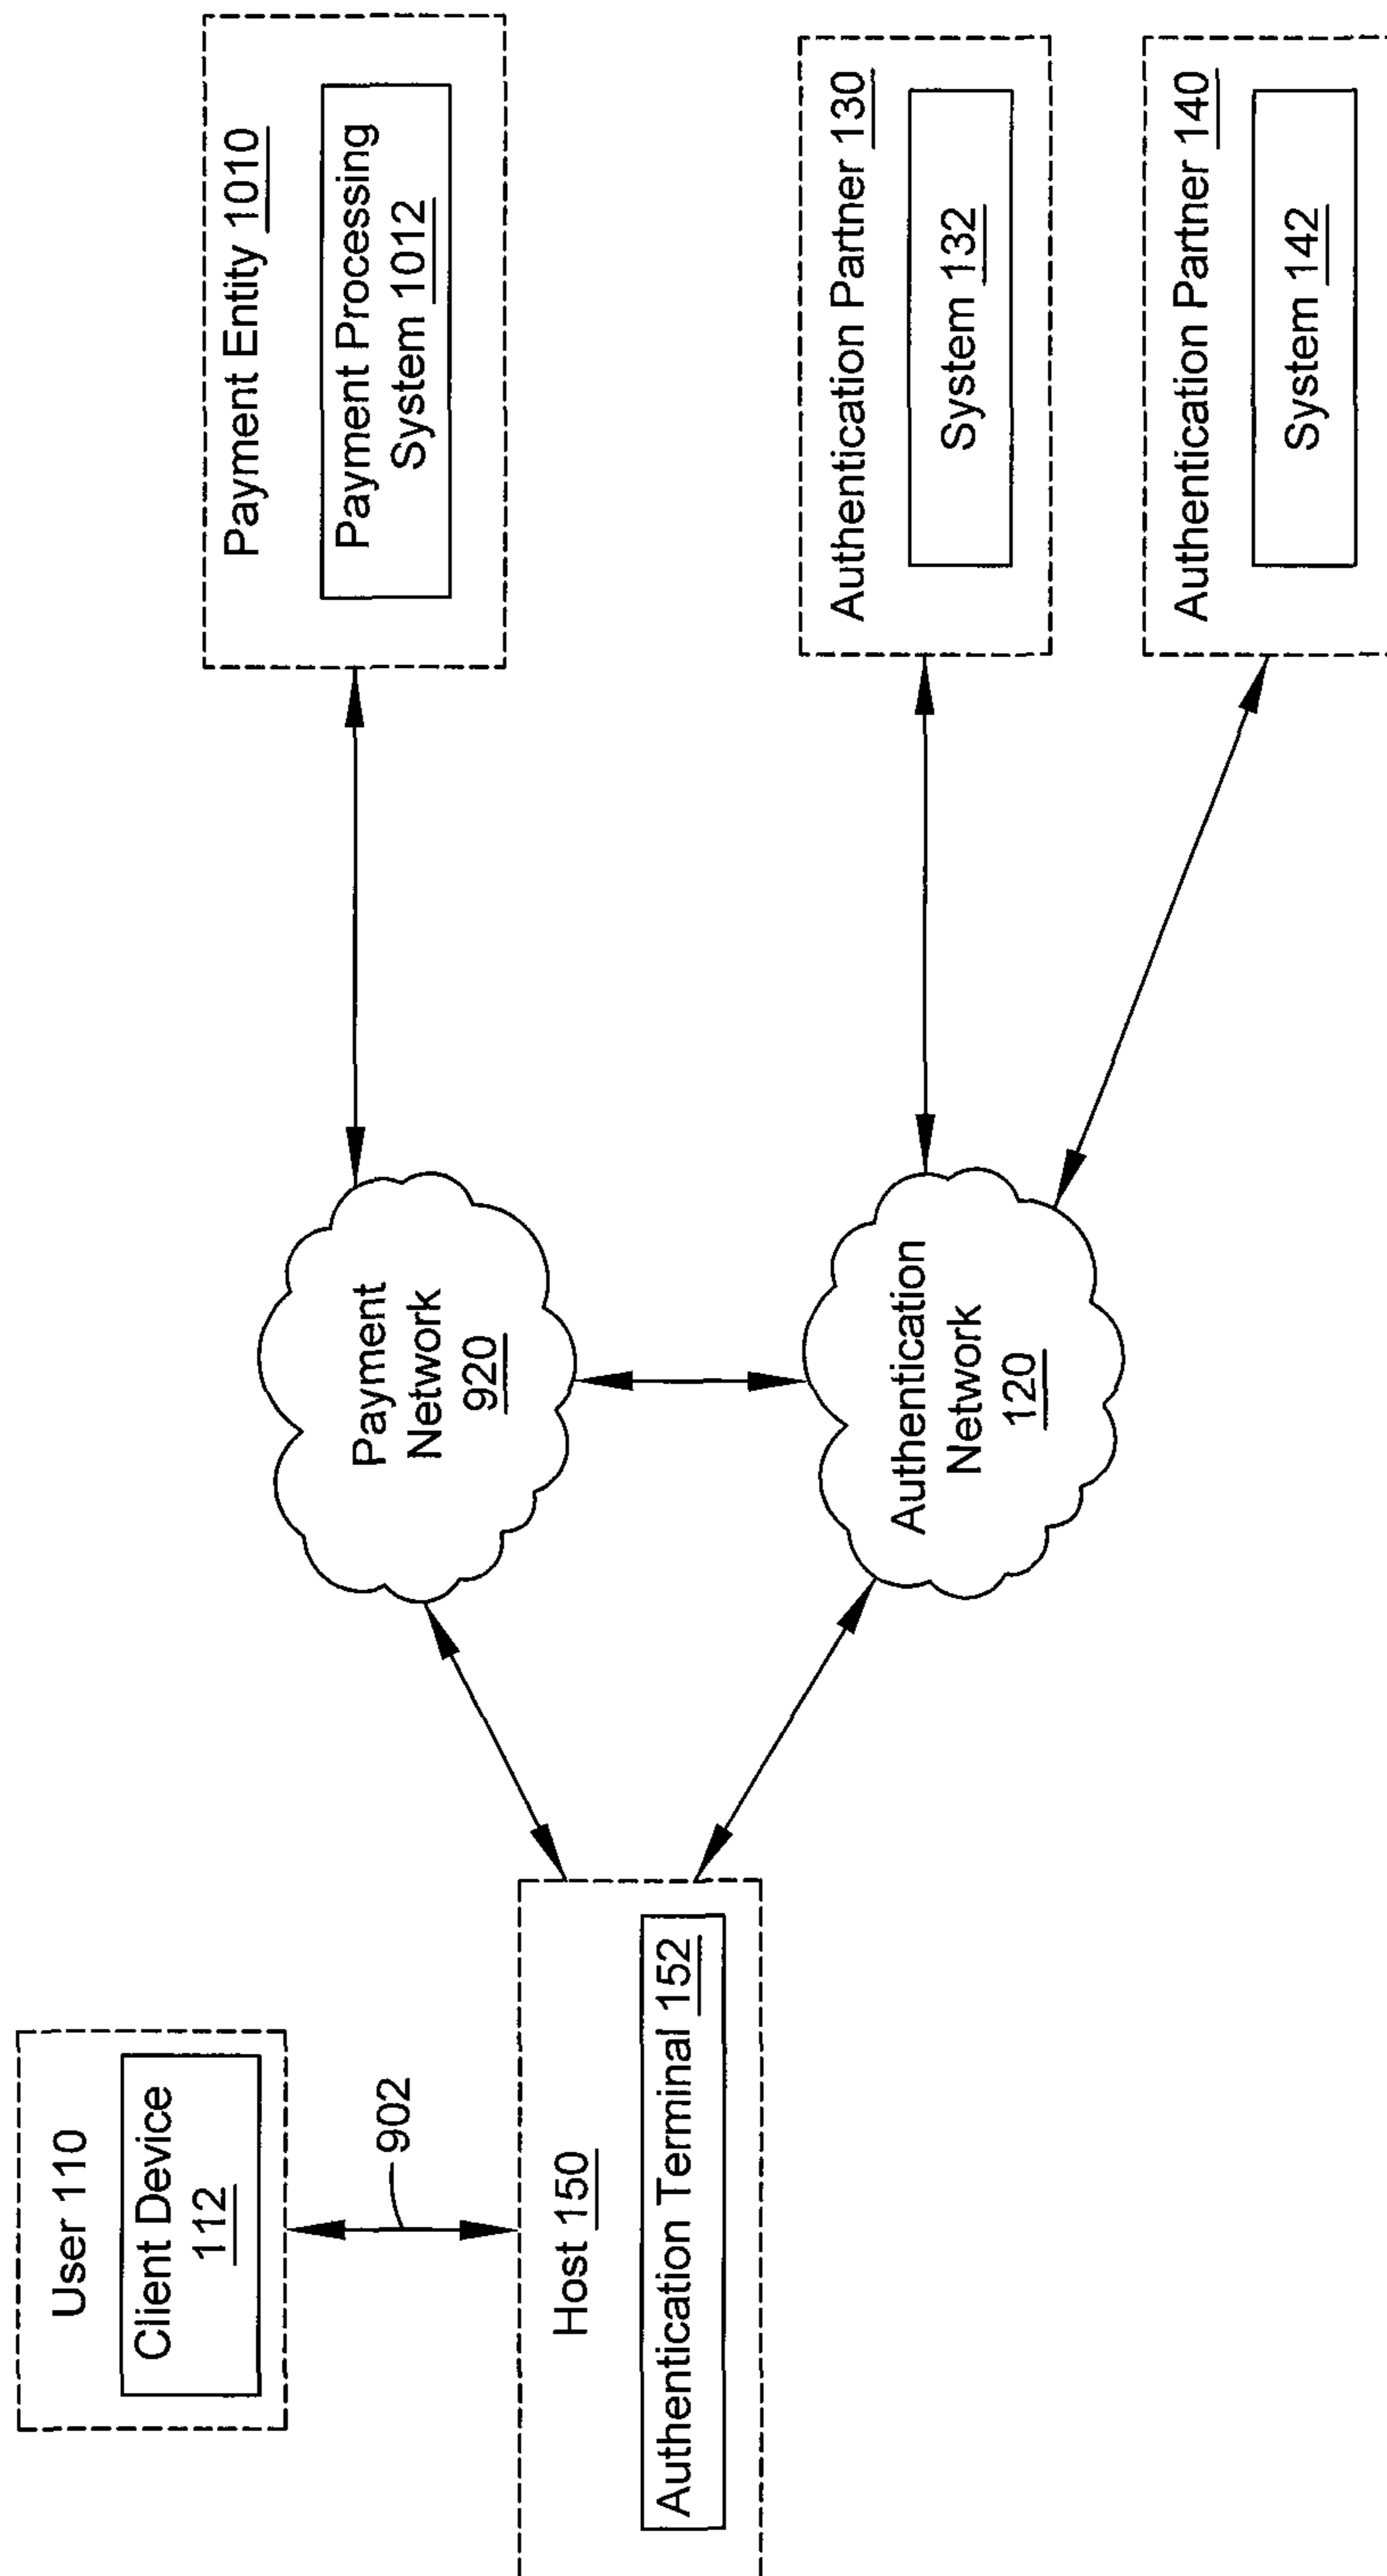 User 110
Client Device
112
902
Host 150
Authentication Terminal 152
Payment
Network
920
Authentication
Network
120
Payment Entity 1010
Payment Processing
System 1012
Authentication Partner 130
System 132
Authentication Partner 140
System 142